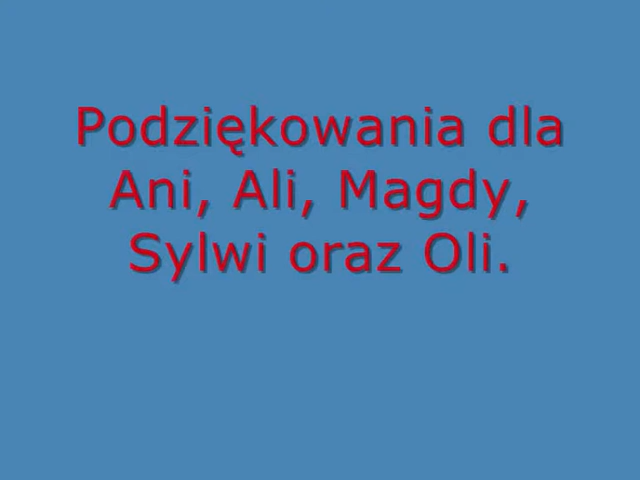 Podziękowania dla
Ani, Ali, Magdy,
Sylwi oraz Oli.